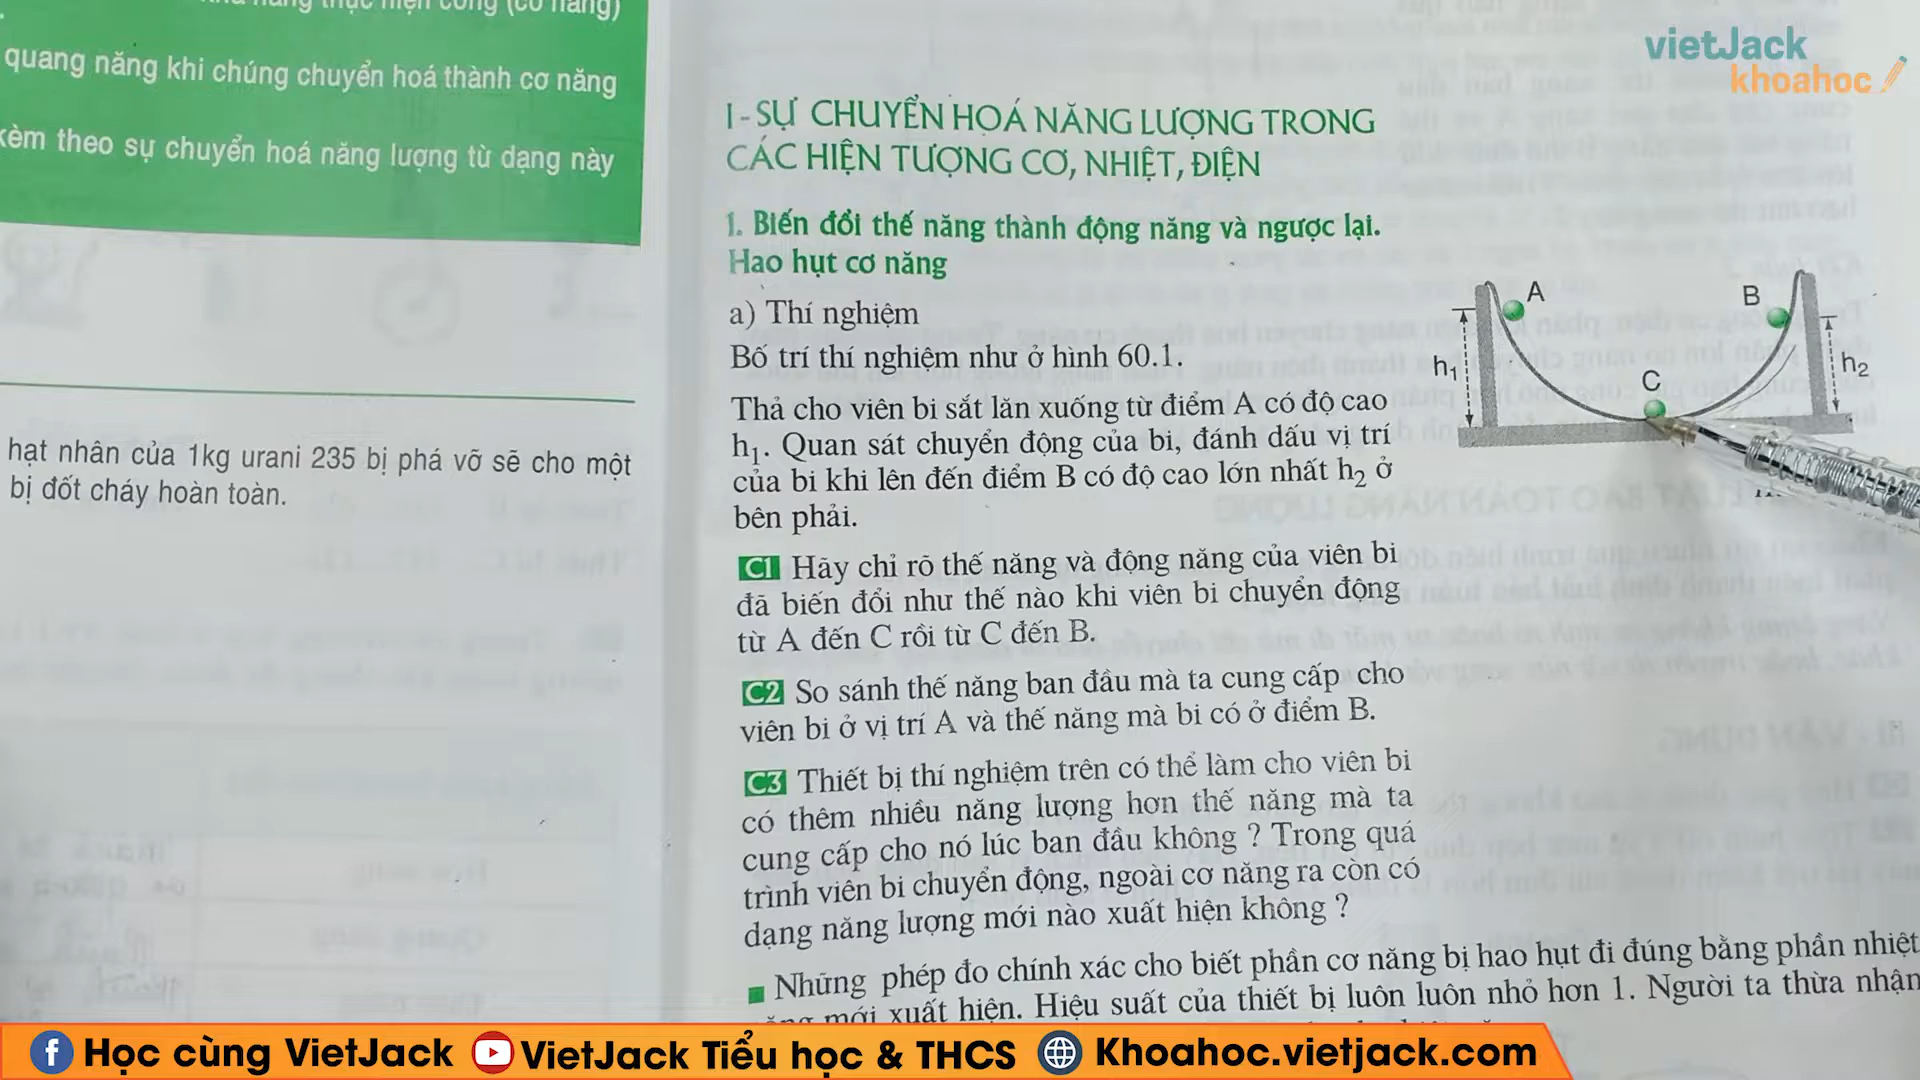 năng thực hiện công (cơ năng)
quang năng khi chúng chuyển hoá thành cơ năng
kèm theo sự chuyển hoá năng lượng từ dạng này
hạt nhân của 1kg urani 235 bị phá vỡ sẽ cho một
bị đốt cháy hoàn toàn.
vietJack
khoahoc
I - SỰ CHUYỂN HOÁ NĂNG LƯỢNG TRONG
CÁC HIỆN TƯỢNG CƠ, NHIỆT, ĐIỆN
1. Biến đổi thế năng thành động năng và ngược lại.
Hao hụt cơ năng
a) Thí nghiệm
Bố trí thí nghiệm như ở hình 60.1.
Thả cho viên bi sắt lăn xuống từ điểm A có độ cao
h₁. Quan sát chuyển động của bi, đánh dấu vị trí
của bi khi lên đến điểm B có độ cao lớn nhất h₂ ở
bên phải.
A
B
h₁
C
h₂
C1 Hãy chỉ rõ thế năng và động năng của viên bi
đã biến đổi như thế nào khi viên bi chuyển động
từ A đến C rồi từ C đến B.
C2 So sánh thế năng ban đầu mà ta cung cấp cho
viên bi ở vị trí A và thế năng mà bi có ở điểm B.
C3 Thiết bị thí nghiệm trên có thể làm cho viên bi
có thêm nhiều năng lượng hơn thế năng mà ta
cung cấp cho nó lúc ban đầu không ? Trong quá
trình viên bi chuyển động, ngoài cơ năng ra còn có
dạng năng lượng mới nào xuất hiện không ?
Những phép đo chính xác cho biết phần cơ năng bị hao hụt đi đúng bằng phần nhiệt
mới xuất hiện. Hiệu suất của thiết bị luôn luôn nhỏ hơn 1. Người ta thừa nhận
Học cùng VietJack
VietJack Tiểu học & THCS
Khoahoc.vietjack.com